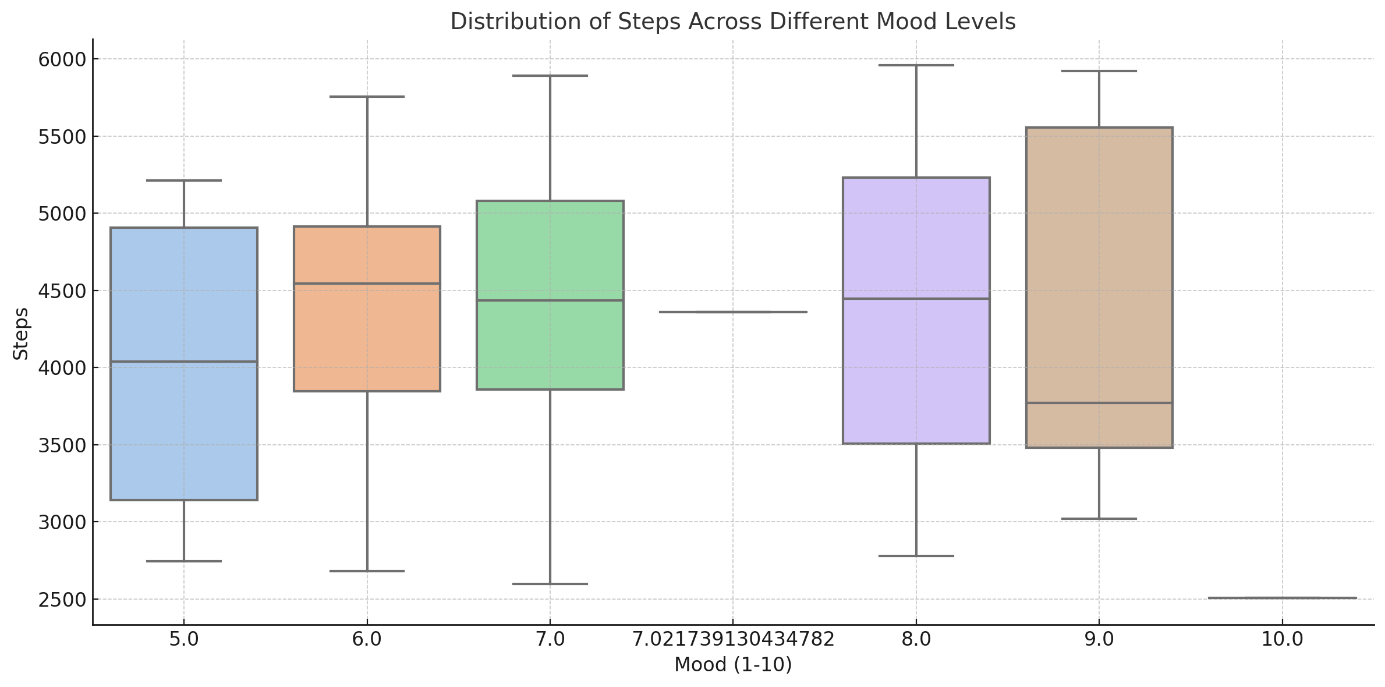 Distribution of Steps Across Different Mood Levels
6000
5500
5000
4500
4000
3500
3000
2500
Steps
5.0 6.0 7.0 7.021739130434782 8.0 9.0 10.0
Mood (1-10)